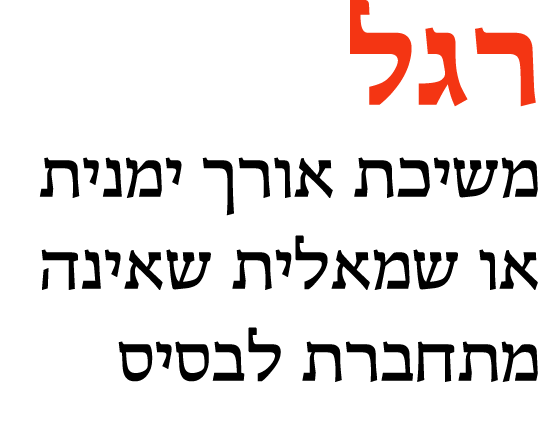 רגל
משיכת אורך ימנית
או שמאלית שאינה
מתחברת לבסיס